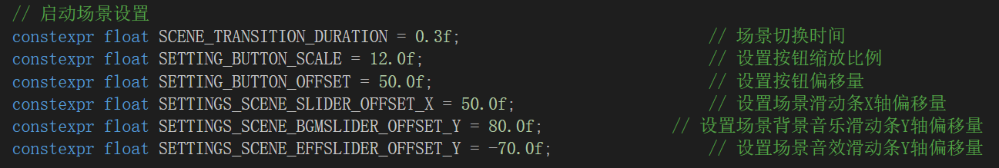 // 启动场景设置
constexpr float SCENE_TRANSITION_DURATION = 0.3f; // 场景切换时间
constexpr float SETTING_BUTTON_SCALE = 12.0f; // 设置按钮缩放比例
constexpr float SETTING_BUTTON_OFFSET = 50.0f; // 设置按钮偏移量
constexpr float SETTINGS_SCENE_SLIDER_OFFSET_X = 50.0f; // 设置场景滑动条X轴偏移量
constexpr float SETTINGS_SCENE_BGMSLIDER_OFFSET_Y = 80.0f; // 设置场景背景音乐滑动条Y轴偏移量
constexpr float SETTINGS_SCENE_EFFSLIDER_OFFSET_Y = -70.0f; // 设置场景音效滑动条Y轴偏移量